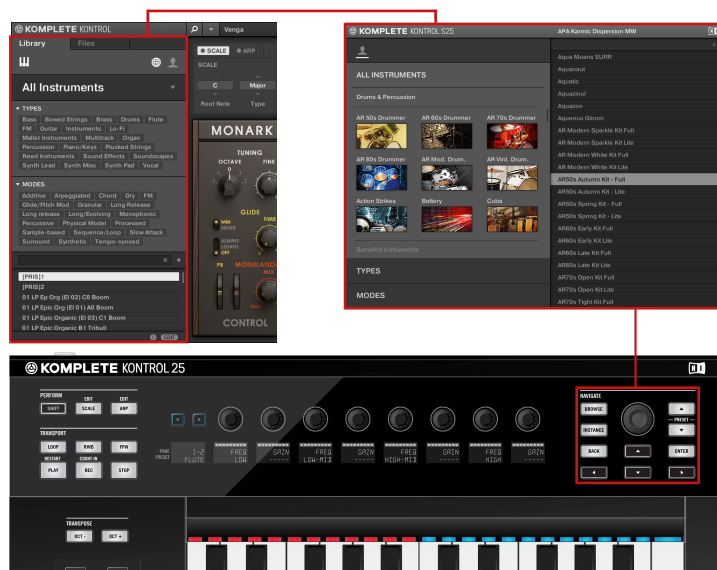 KOMPLETE KONTROL
Library Files
All Instruments
TYPES
Bass Bowed Strings Brass Drums Flute
FM Guitar Instruments Lo-Fi
Mallet Instruments Multitrack Organ
Percussion Piano/Keys Plucked Strings
Reed Instruments Sound Effects Soundscapes
Synth Lead Synth Misc Synth Pad Vocal
MODES
Additive Arpeggiated Chord Dry FM
Glide/Pitch Mod Granular Long Release
Long release Long/Evolving Monophonic
Percussive Physical Model Processed
Sample-based Sequence/Loop Slow Attack
Surround Synthetic Tempo-synced
[PRIS]1
[PRIS]2
01 LP Ep Org (EI 02) C0 Boom
01 LP Epic Org (EI 01) A0 Boom
01 LP Epic Organic (EI 03) C1 Boom
01 LP Epic Organic B1 Tribull
EDIT
Venga
SCALE ARP
SCALE
C Major
Root Note Type
MONARK
TUNING
OCTAVE FINE
0
GLIDE
TIME
MM
SILVER
ALWAYS
LEGATO
OFF
PB MODULATIO
MIX
CONTROL
KOMPLETE KONTROL S25
APA Karmic Dispersion MW
ALL INSTRUMENTS
Drums & Percussion
AR 50s Drummer AR 60s Drummer AR 70s Drummer
AR 80s Drummer AR Mod. Drum. AR Vint. Drum.
Action Strikes Battery Cuba
Sampled Instruments
TYPES
MODES
Aqua Moans SURR
Aquanaut
Aquatic
Aquazinul
Aquazoo
Aqueous Gloom
AR Modern Sparkle Kit Full
AR Modern Sparkle Kit Lite
AR Modern White Kit Full
AR Modern White Kit Lite
AR50s Autumn Kit - Full
AR50s Autumn Kit - Lite
AR50s Spring Kit - Full
AR50s Spring Kit - Lite
AR60s Early Kit Full
AR60s Early Kit Lite
AR60s Late Kit Full
AR60s Late Kit Lite
AR70s Open Kit Full
AR70s Open Kit Lite
AR70s Tight Kit Full
KOMPLETE KONTROL 25
PERFORM EDIT EDIT
SHIFT SCALE ARP
TRANSPORT
LOOP RWD FFW
RESTART COUNT-IN
PLAY REC STOP
< >
PAGE 1-2 FREQ GAIN FREQ GAIN FREQ GAIN FREQ GAIN
PRESET FLUTE LOW ----- LOW-MID ----- HIGH-MID ----- HIGH -----
NAVIGATE
BROWSE
PRESET
INSTANCE
BACK ENTER
TRANSPOSE
OCT - OCT +